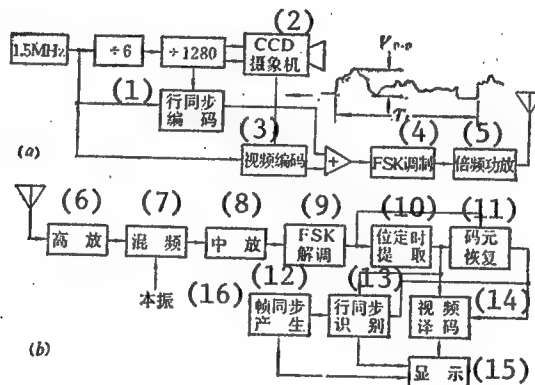 (2)
1.5MHz
÷6
÷1280
CCD
摄象机
(1)
行同步
编码
(3)
视频编码
+
(4)
FSK调制
(5)
倍频功放
(a)
(6)
高放
(7)
混频
(8)
中放
(9)
FSK
解调
(10)
位定时
提取
(11)
码元
恢复
本振
(16)
(12)
帧同步
产生
(13)
行同步
识别
(14)
视频
译码
(b)
显示
(15)